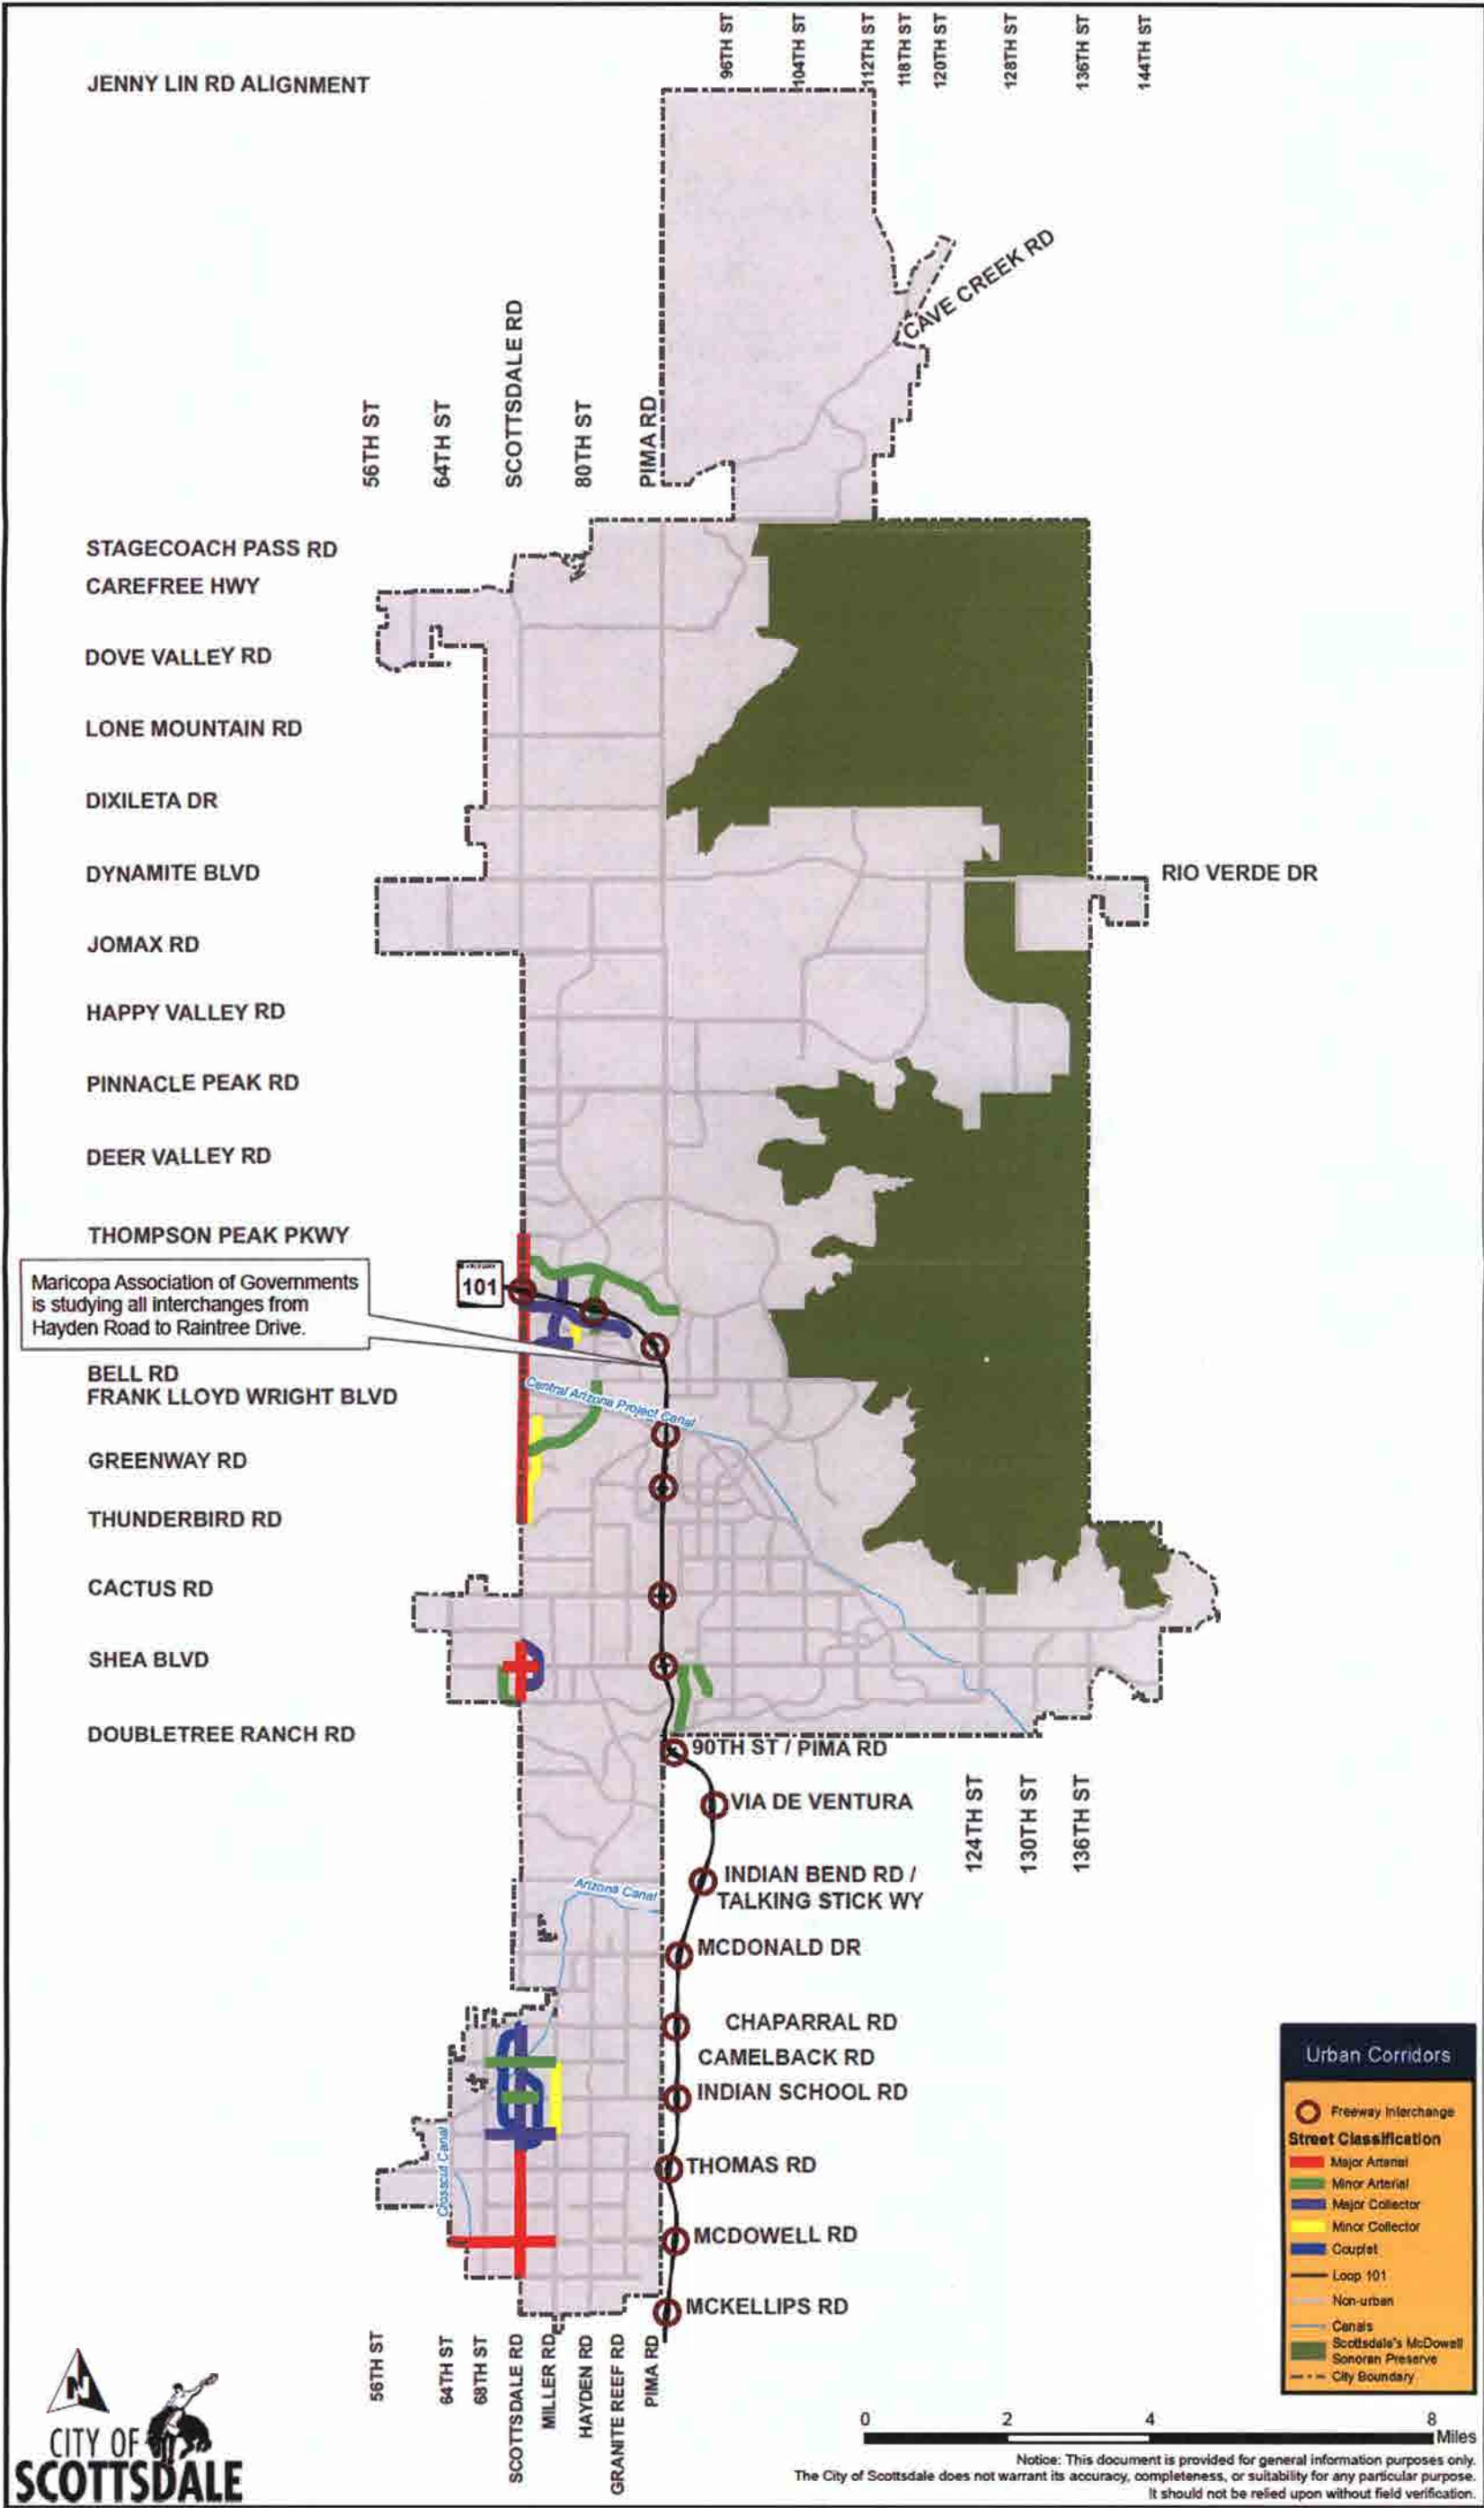 96TH ST
104TH ST
112TH ST
118TH ST
120TH ST
128TH ST
136TH ST
144TH ST
JENNY LIN RD ALIGNMENT
CAVE CREEK RD
56TH ST
64TH ST
SCOTTSDALE RD
80TH ST
PIMA RD
STAGECOACH PASS RD
CAREFREE HWY
DOVE VALLEY RD
LONE MOUNTAIN RD
DIXILETA DR
DYNAMITE BLVD
RIO VERDE DR
JOMAX RD
HAPPY VALLEY RD
PINNACLE PEAK RD
DEER VALLEY RD
THOMPSON PEAK PKWY
Maricopa Association of Governments
is studying all interchanges from
Hayden Road to Raintree Drive.
101
BELL RD
FRANK LLOYD WRIGHT BLVD
Central Arizona Project Canal
GREENWAY RD
THUNDERBIRD RD
CACTUS RD
SHEA BLVD
DOUBLETREE RANCH RD
90TH ST / PIMA RD
VIA DE VENTURA
124TH ST
130TH ST
136TH ST
INDIAN BEND RD /
TALKING STICK WY
Arizona Canal
MCDONALD DR
CHAPARRAL RD
CAMELBACK RD
INDIAN SCHOOL RD
Crosscut Canal
THOMAS RD
MCDOWELL RD
MCKELLIPS RD
56TH ST
64TH ST
68TH ST
SCOTTSDALE RD
MILLER RD
HAYDEN RD
GRANITE REEF RD
PIMA RD
Urban Corridors
Freeway Interchange
Street Classification
Major Arterial
Minor Arterial
Major Collector
Minor Collector
Couplet
Loop 101
Non-urban
Canals
Scottsdale's McDowell
Sonoran Preserve
City Boundary
N
CITY OF
SCOTTSDALE
0 2 4 8
Miles
Notice: This document is provided for general information purposes only.
The City of Scottsdale does not warrant its accuracy, completeness, or suitability for any particular purpose.
It should not be relied upon without field verification.